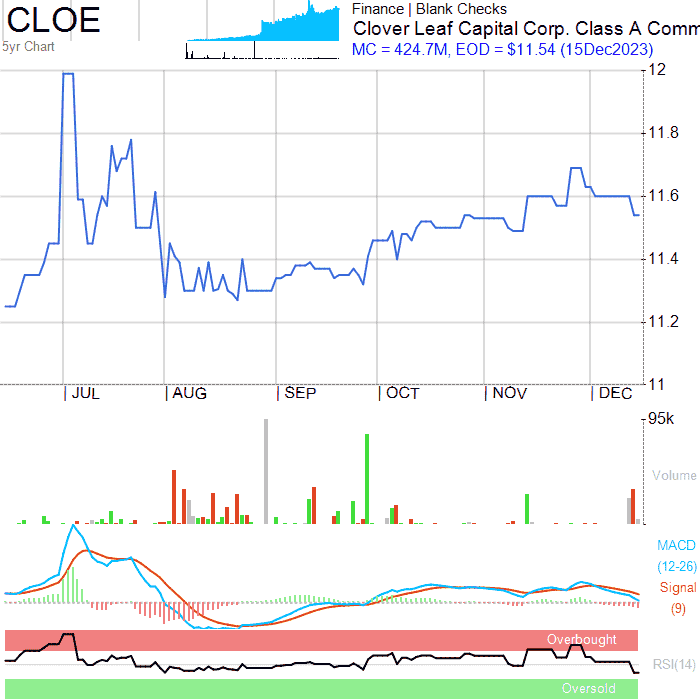 CLOE
5yr Chart
Finance | Blank Checks
Clover Leaf Capital Corp. Class A Comm
MC = 424.7M, EOD = $11.54 (15Dec2023)
12
11.8
11.6
11.4
11.2
11
JUL AUG SEP OCT NOV DEC
95k
Volume
MACD
(12-26)
Signal
(9)
Overbought
RSI(14)
Oversold